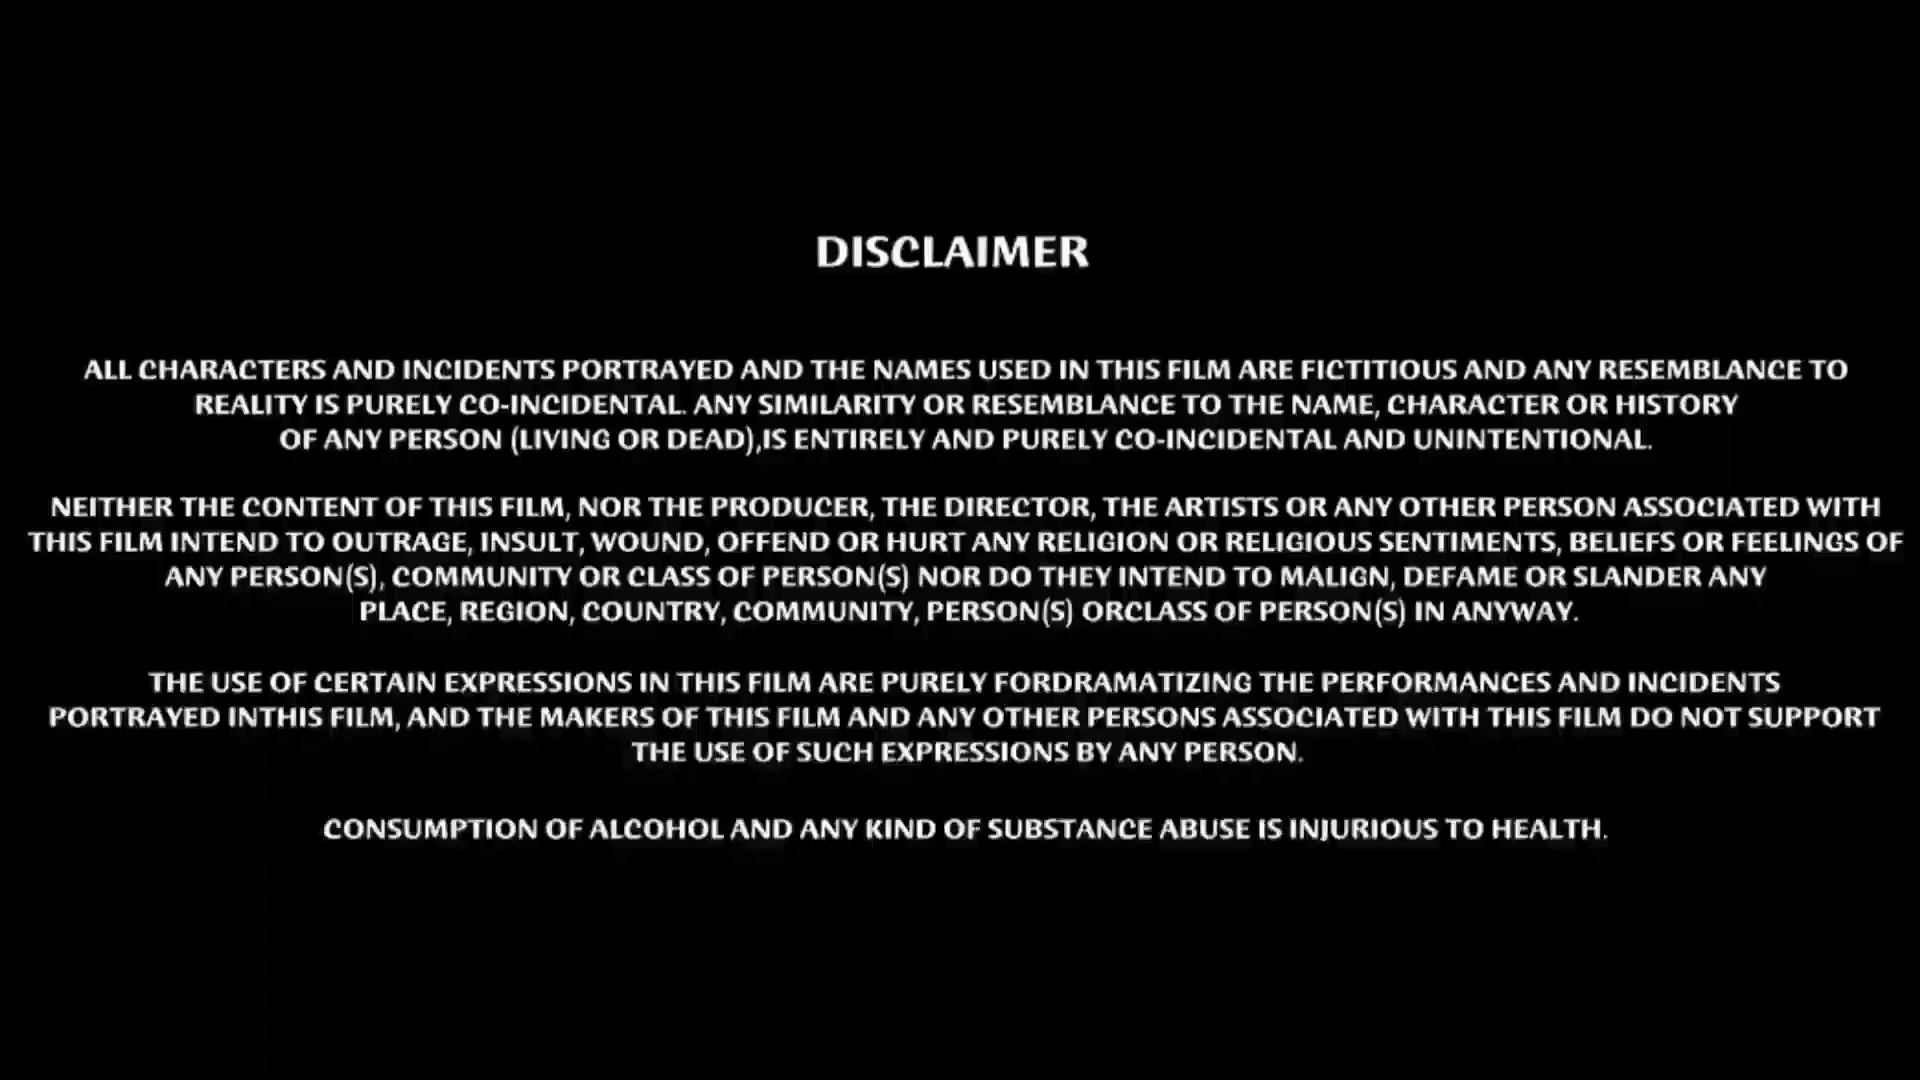 DISCLAIMER
ALL CHARACTERS AND INCIDENTS PORTRAYED AND THE NAMES USED IN THIS FILM ARE FICTITIOUS AND ANY RESEMBLANCE TO
REALITY IS PURELY CO-INCIDENTAL. ANY SIMILARITY OR RESEMBLANCE TO THE NAME, CHARACTER OR HISTORY
OF ANY PERSON (LIVING OR DEAD),IS ENTIRELY AND PURELY CO-INCIDENTAL AND UNINTENTIONAL.
NEITHER THE CONTENT OF THIS FILM, NOR THE PRODUCER, THE DIRECTOR, THE ARTISTS OR ANY OTHER PERSON ASSOCIATED WITH
THIS FILM INTEND TO OUTRAGE, INSULT, WOUND, OFFEND OR HURT ANY RELIGION OR RELIGIOUS SENTIMENTS, BELIEFS OR FEELINGS OF
ANY PERSON(S), COMMUNITY OR CLASS OF PERSON(S) NOR DO THEY INTEND TO MALIGN, DEFAME OR SLANDER ANY
PLACE, REGION, COUNTRY, COMMUNITY, PERSON(S) ORCLASS OF PERSON(S) IN ANYWAY.
THE USE OF CERTAIN EXPRESSIONS IN THIS FILM ARE PURELY FORDRAMATIZING THE PERFORMANCES AND INCIDENTS
PORTRAYED INTHIS FILM, AND THE MAKERS OF THIS FILM AND ANY OTHER PERSONS ASSOCIATED WITH THIS FILM DO NOT SUPPORT
THE USE OF SUCH EXPRESSIONS BY ANY PERSON.
CONSUMPTION OF ALCOHOL AND ANY KIND OF SUBSTANCE ABUSE IS INJURIOUS TO HEALTH.